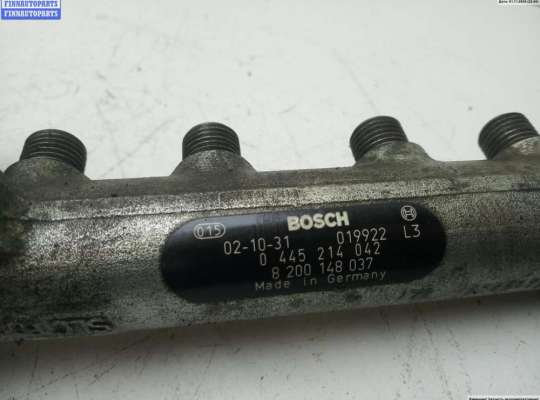 FINNAUTOPARTS
FINNAUTOPARTS
BOSCH
015 02-10-31 019922 L3
0 445 214 042
8 200 148 037
Made in Germany